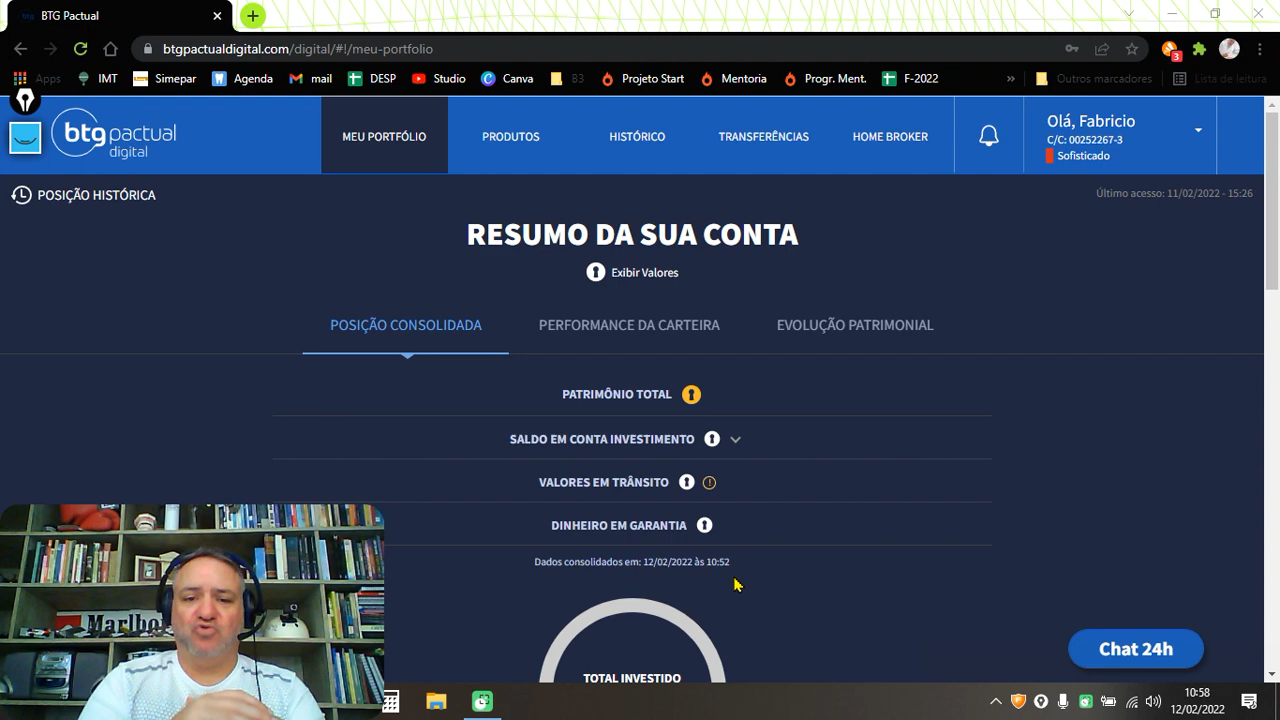 BTG Pactual
btgpactualdigital.com/digital/#!/meu-portfolio
3
Apps
IMT
Simepar
Agenda
mail
DESP
Studio
Canva
B3
Projeto Start
Mentoria
Progr. Ment.
F-2022
»
Outros marcadores
Lista de leitura
btgpactual
digital
MEU PORTFÓLIO
PRODUTOS
HISTÓRICO
TRANSFERÊNCIAS
HOME BROKER
Olá, Fabricio
C/C: 00252267-3
Sofisticado
POSIÇÃO HISTÓRICA
Último acesso: 11/02/2022 - 15:26
RESUMO DA SUA CONTA
Exibir Valores
POSIÇÃO CONSOLIDADA
PERFORMANCE DA CARTEIRA
EVOLUÇÃO PATRIMONIAL
PATRIMÔNIO TOTAL
SALDO EM CONTA INVESTIMENTO
VALORES EM TRÂNSITO
DINHEIRO EM GARANTIA
Dados consolidados em: 12/02/2022 às 10:52
TOTAL INVESTIDO
Chat 24h
Marlboro
10:58
12/02/2022